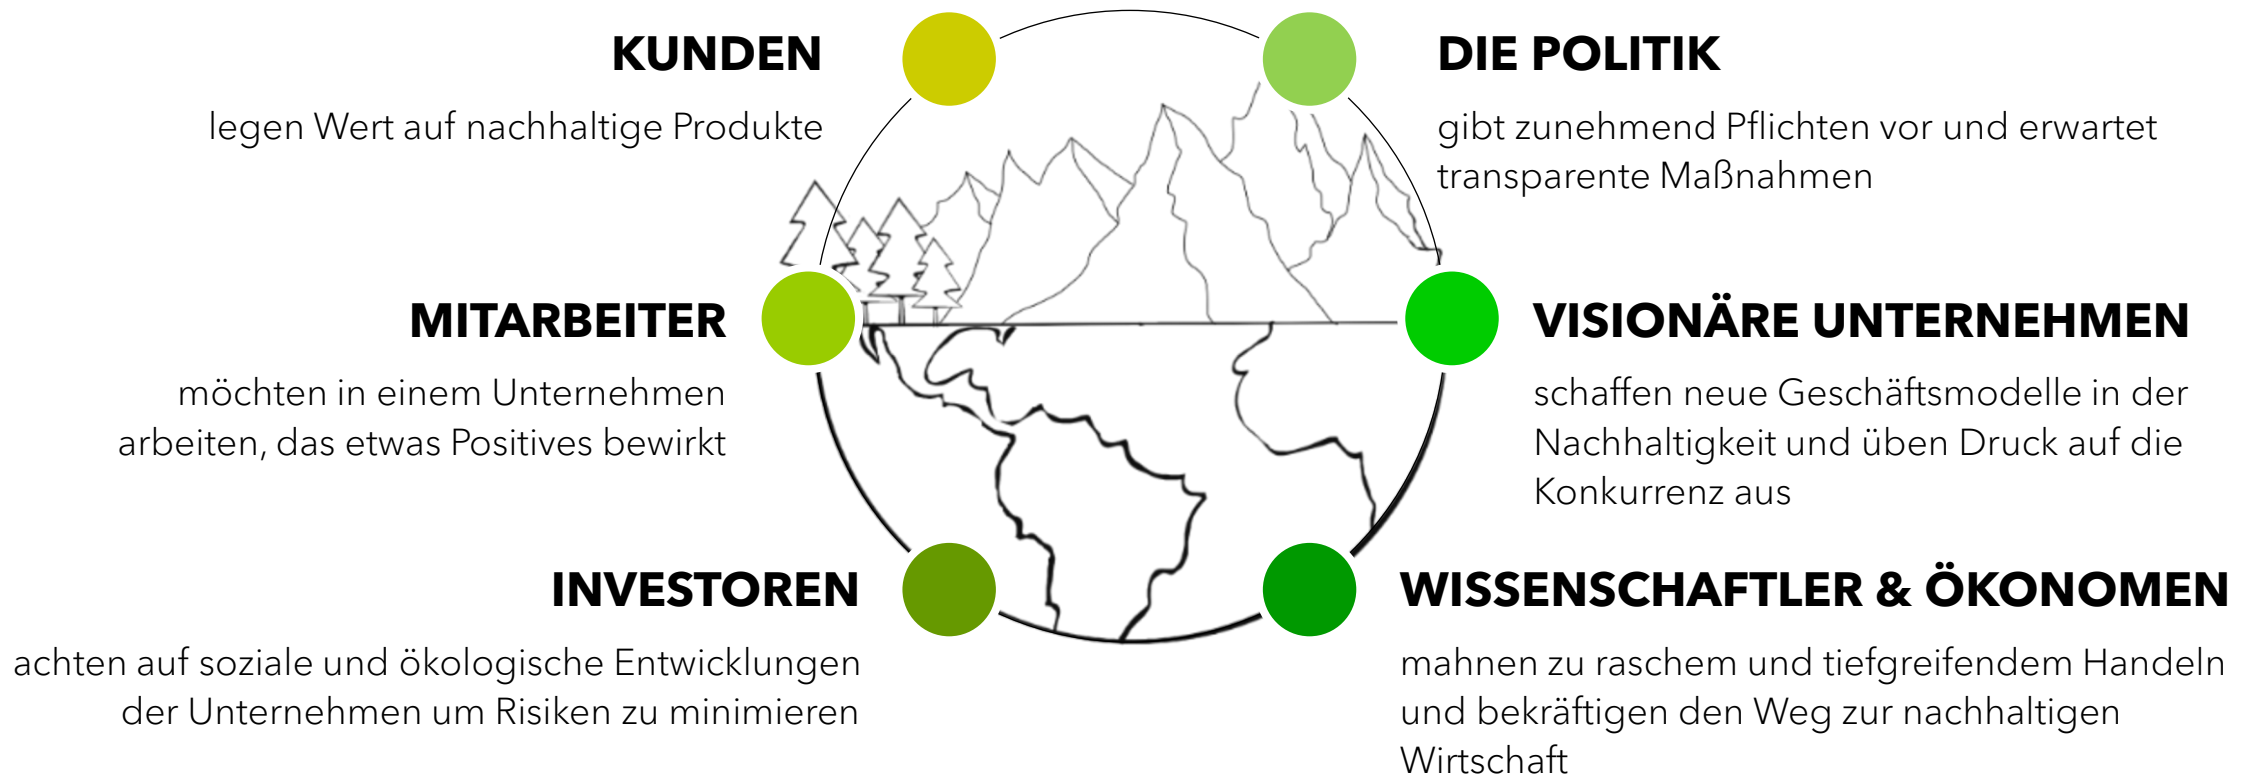 KUNDEN
legen Wert auf nachhaltige Produkte
MITARBEITER
möchten in einem Unternehmen
arbeiten, das etwas Positives bewirkt
INVESTOREN
achten auf soziale und ökologische Entwicklungen
der Unternehmen um Risiken zu minimieren
DIE POLITIK
gibt zunehmend Pflichten vor und erwartet
transparente Maßnahmen
VISIONÄRE UNTERNEHMEN
schaffen neue Geschäftsmodelle in der
Nachhaltigkeit und üben Druck auf die
Konkurrenz aus
WISSENSCHAFTLER & ÖKONOMEN
mahnen zu raschem und tiefgreifendem Handeln
und bekräftigen den Weg zur nachhaltigen
Wirtschaft